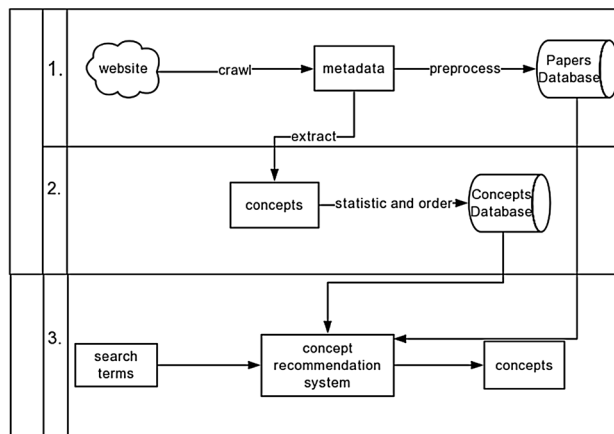 1.
website
crawl
metadata
preprocess
Papers
Database
extract
2.
concepts
statistic and order
Concepts
Database
3.
search
terms
concept
recommendation
system
concepts